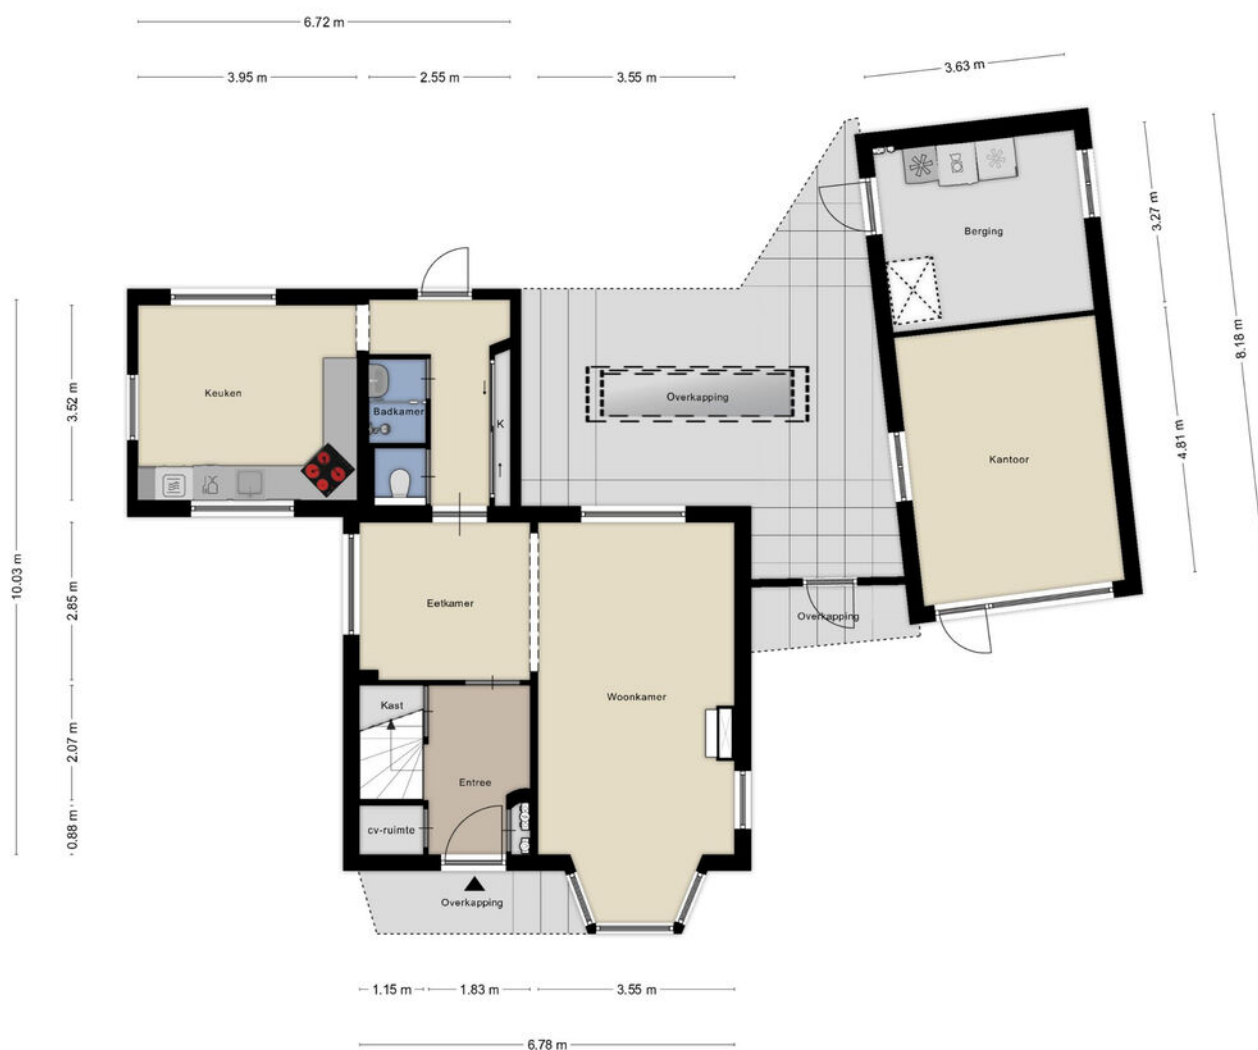 6.72 m
3.95 m
2.55 m
3.55 m
3.63 m
3.27 m
8.18 m
4.81 m
Berging
Keuken
Badkamer
K
Overkapping
Kantoor
3.52 m
10.03 m
2.85 m
Eetkamer
Overkapping
Woonkamer
Kast
2.07 m
Entree
0.88 m
cv-ruimte
Overkapping
1.15 m
1.83 m
3.55 m
6.78 m